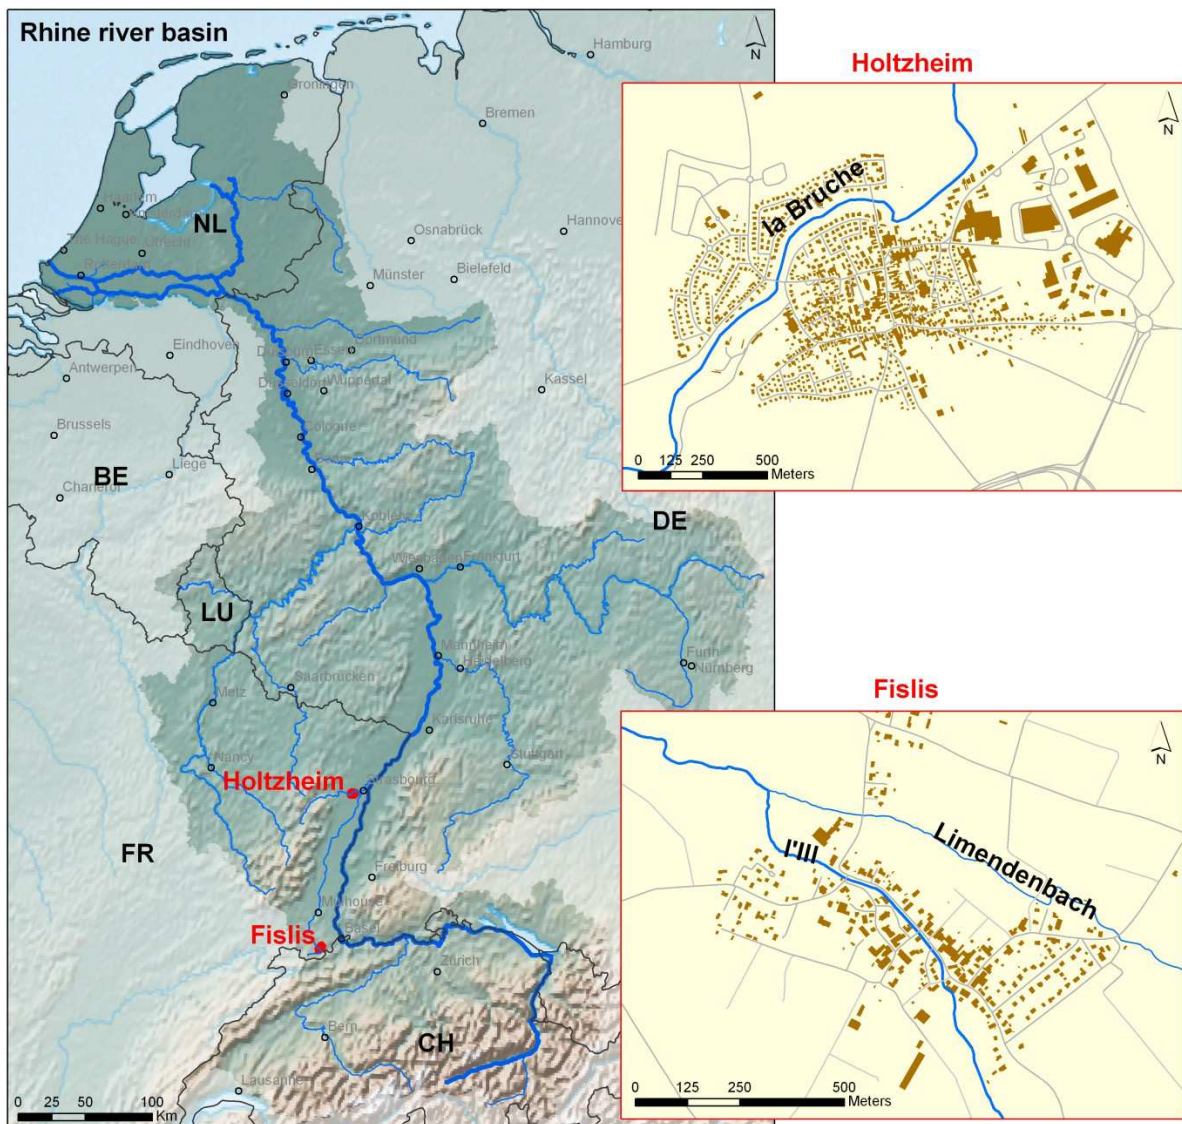 Rhine river basin
N
Hamburg
Groningen
Bremen
Haarlem
Amsterdam
NL
Hannover
Osnabrück
The Hague
Utrecht
Rotterdam
Münster
Bielefeld
Eindhoven
Duisburg
Essen
Dortmund
Antwerpen
Düsseldorf
Wuppertal
Kassel
Brussels
Cologne
BE
Liege
Charleroi
Koblenz
DE
Wiesbaden
Frankfurt
LU
Mannheim
Heidelberg
Furth
Nürnberg
Saarbrucken
Metz
Karlsruhe
Nancy
Stuttgart
Holtzheim
Strasbourg
FR
Freiburg
Mulhouse
Fislis
Basel
Zürich
Bern
CH
Lausanne
0 25 50 100
Km
Holtzheim
N
la Bruche
0 125 250 500
Meters
Fislis
N
l'Ill
Limendenbach
0 125 250 500
Meters